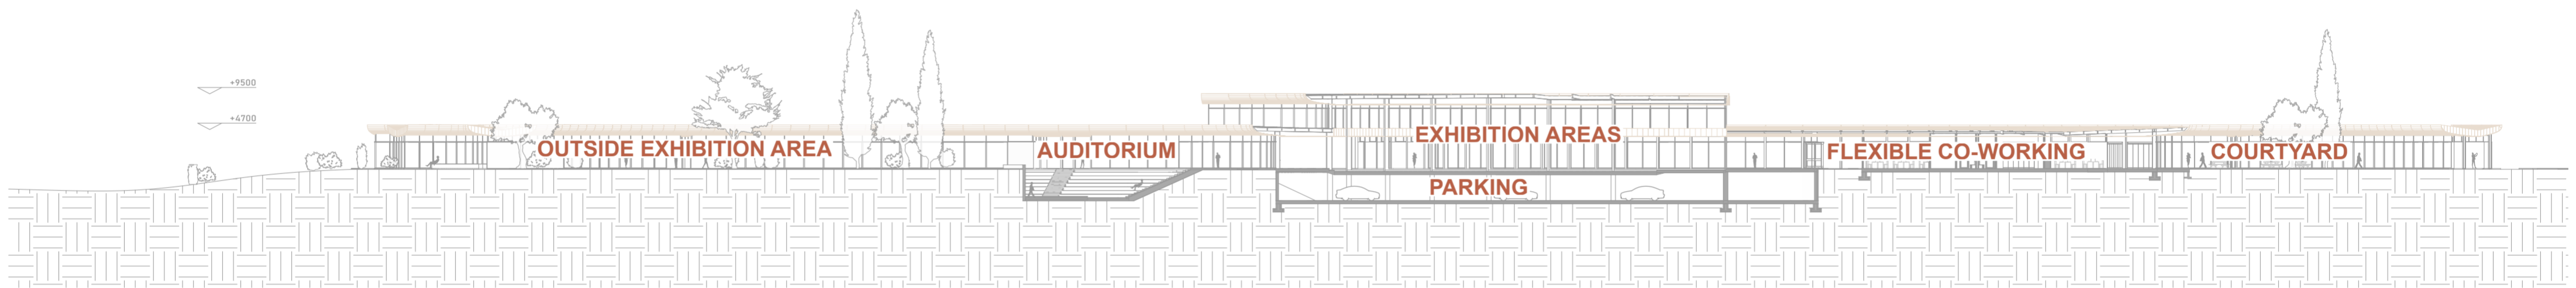 +9500
+4700
OUTSIDE EXHIBITION AREA
AUDITORIUM
EXHIBITION AREAS
PARKING
FLEXIBLE CO-WORKING
COURTYARD